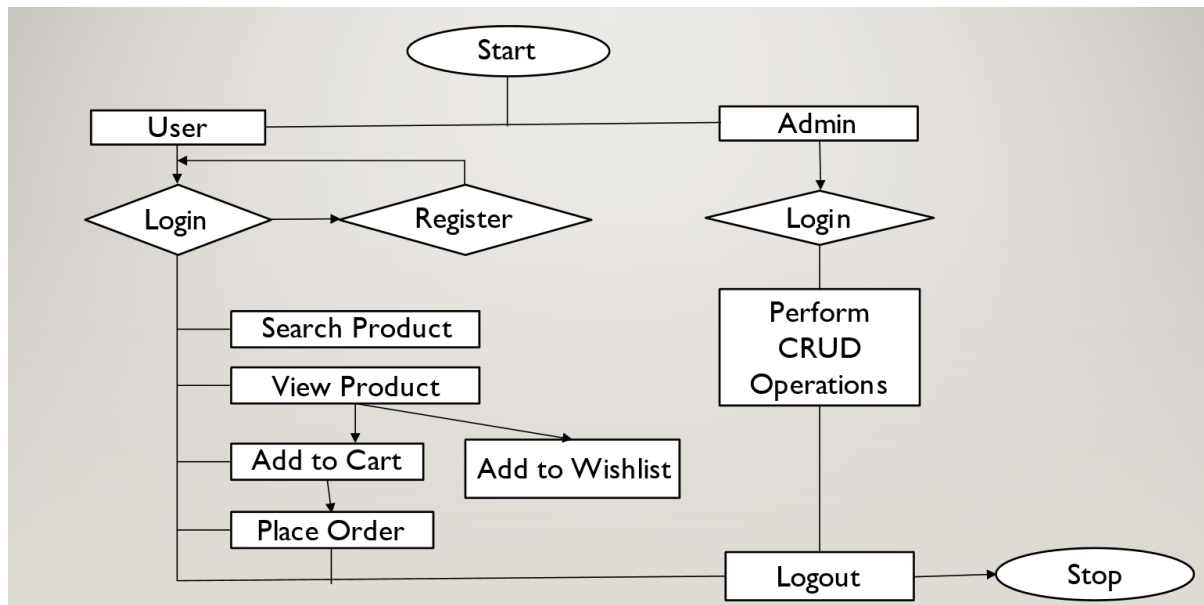 Start
User
Admin
Login
Register
Login
Search Product
Perform
CRUD
Operations
View Product
Add to Cart
Add to Wishlist
Place Order
Logout
Stop